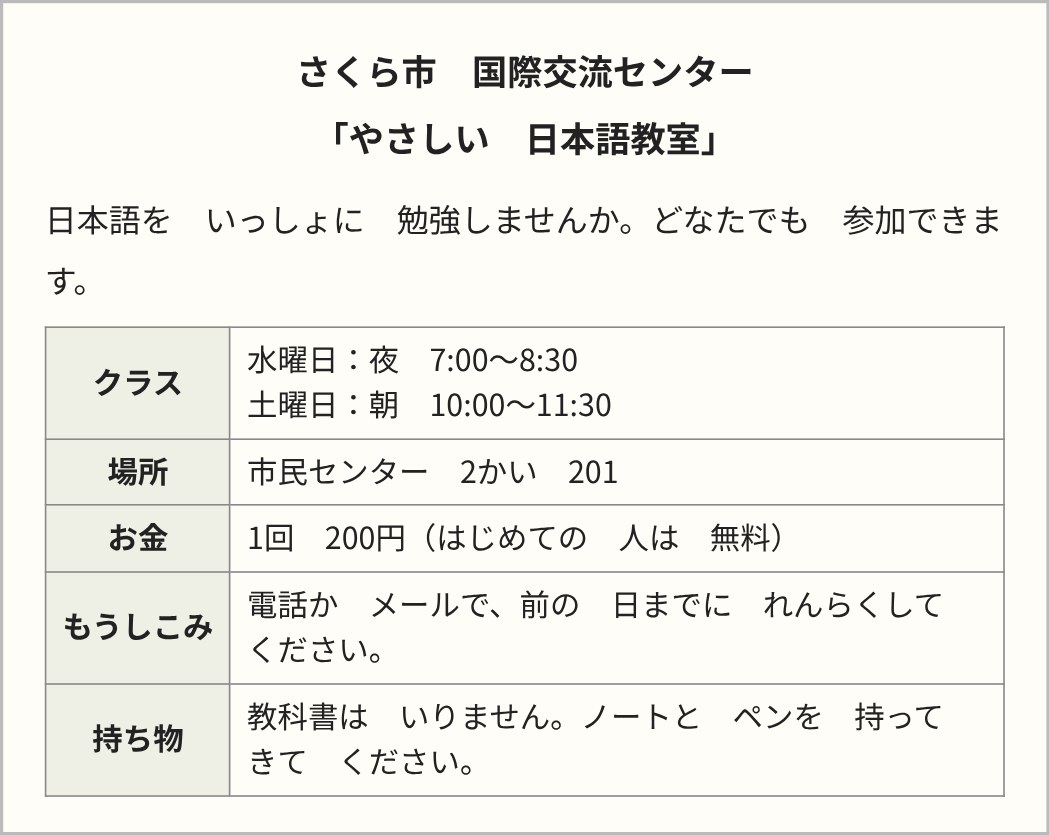 さくら市　国際交流センター
「やさしい　日本語教室」
日本語を　いっしょに　勉強しませんか。どなたでも　参加できま
す。
クラス
水曜日：夜　7:00～8:30
土曜日：朝　10:00～11:30
場所
市民センター　2かい　201
お金
1回　200円（はじめての　人は　無料）
もうしこみ
電話か　メールで、前の　日までに　れんらくして
ください。
持ち物
教科書は　いりません。ノートと　ペンを　持って
きて　ください。